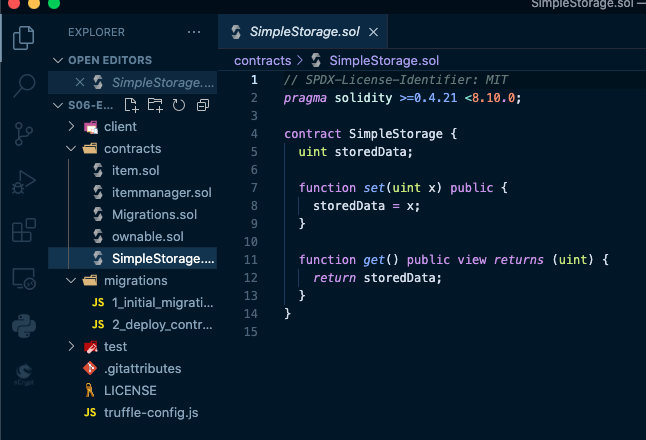 SimpleStorage.sol —
EXPLORER ...
SimpleStorage.sol
OPEN EDITORS
SimpleStorage....
S06-E...
client
contracts
item.sol
itemmanager.sol
Migrations.sol
ownable.sol
SimpleStorage....
migrations
JS 1_initial_migrati...
JS 2_deploy_contr...
test
.gitattributes
LICENSE
JS truffle-config.js
contracts > SimpleStorage.sol
1 // SPDX-License-Identifier: MIT
2 pragma solidity >=0.4.21 <8.10.0;
3
4 contract SimpleStorage {
5 uint storedData;
6
7 function set(uint x) public {
8 storedData = x;
9 }
10
11 function get() public view returns (uint) {
12 return storedData;
13 }
14 }
15